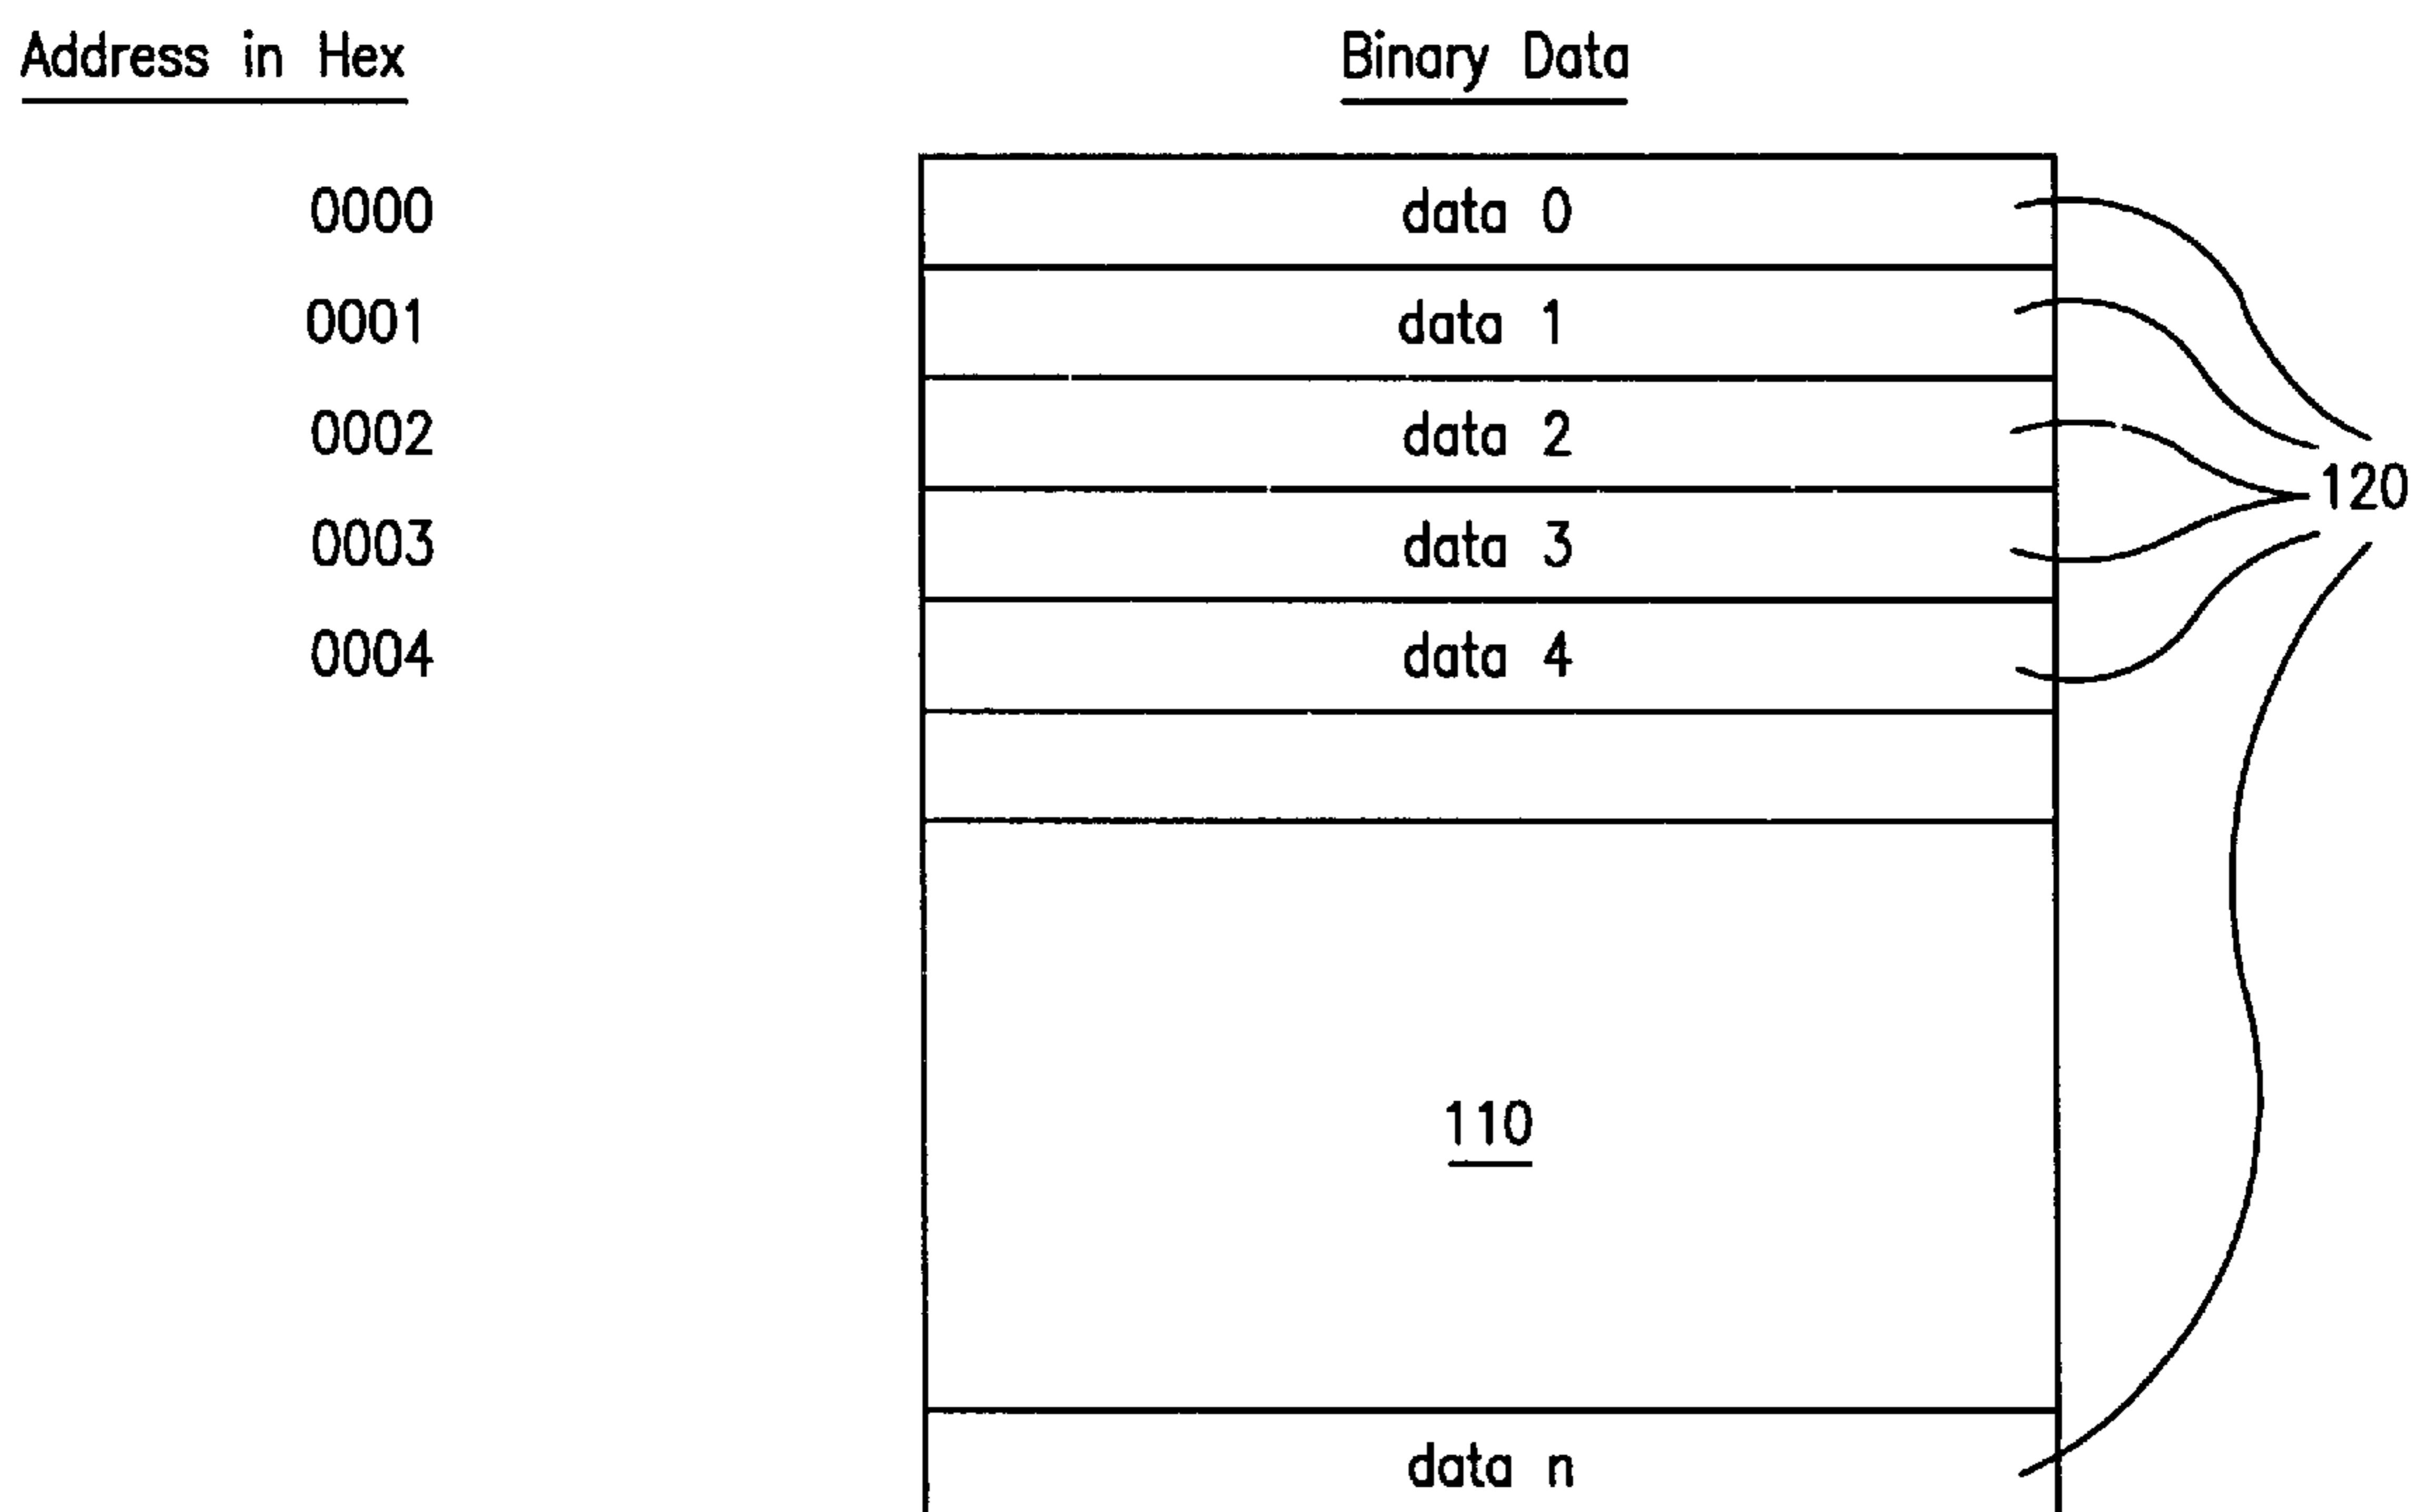 Address in Hex Binary Data
0000 data 0
0001 data 1
0002 data 2
120
0003 data 3
0004 data 4
110
data n